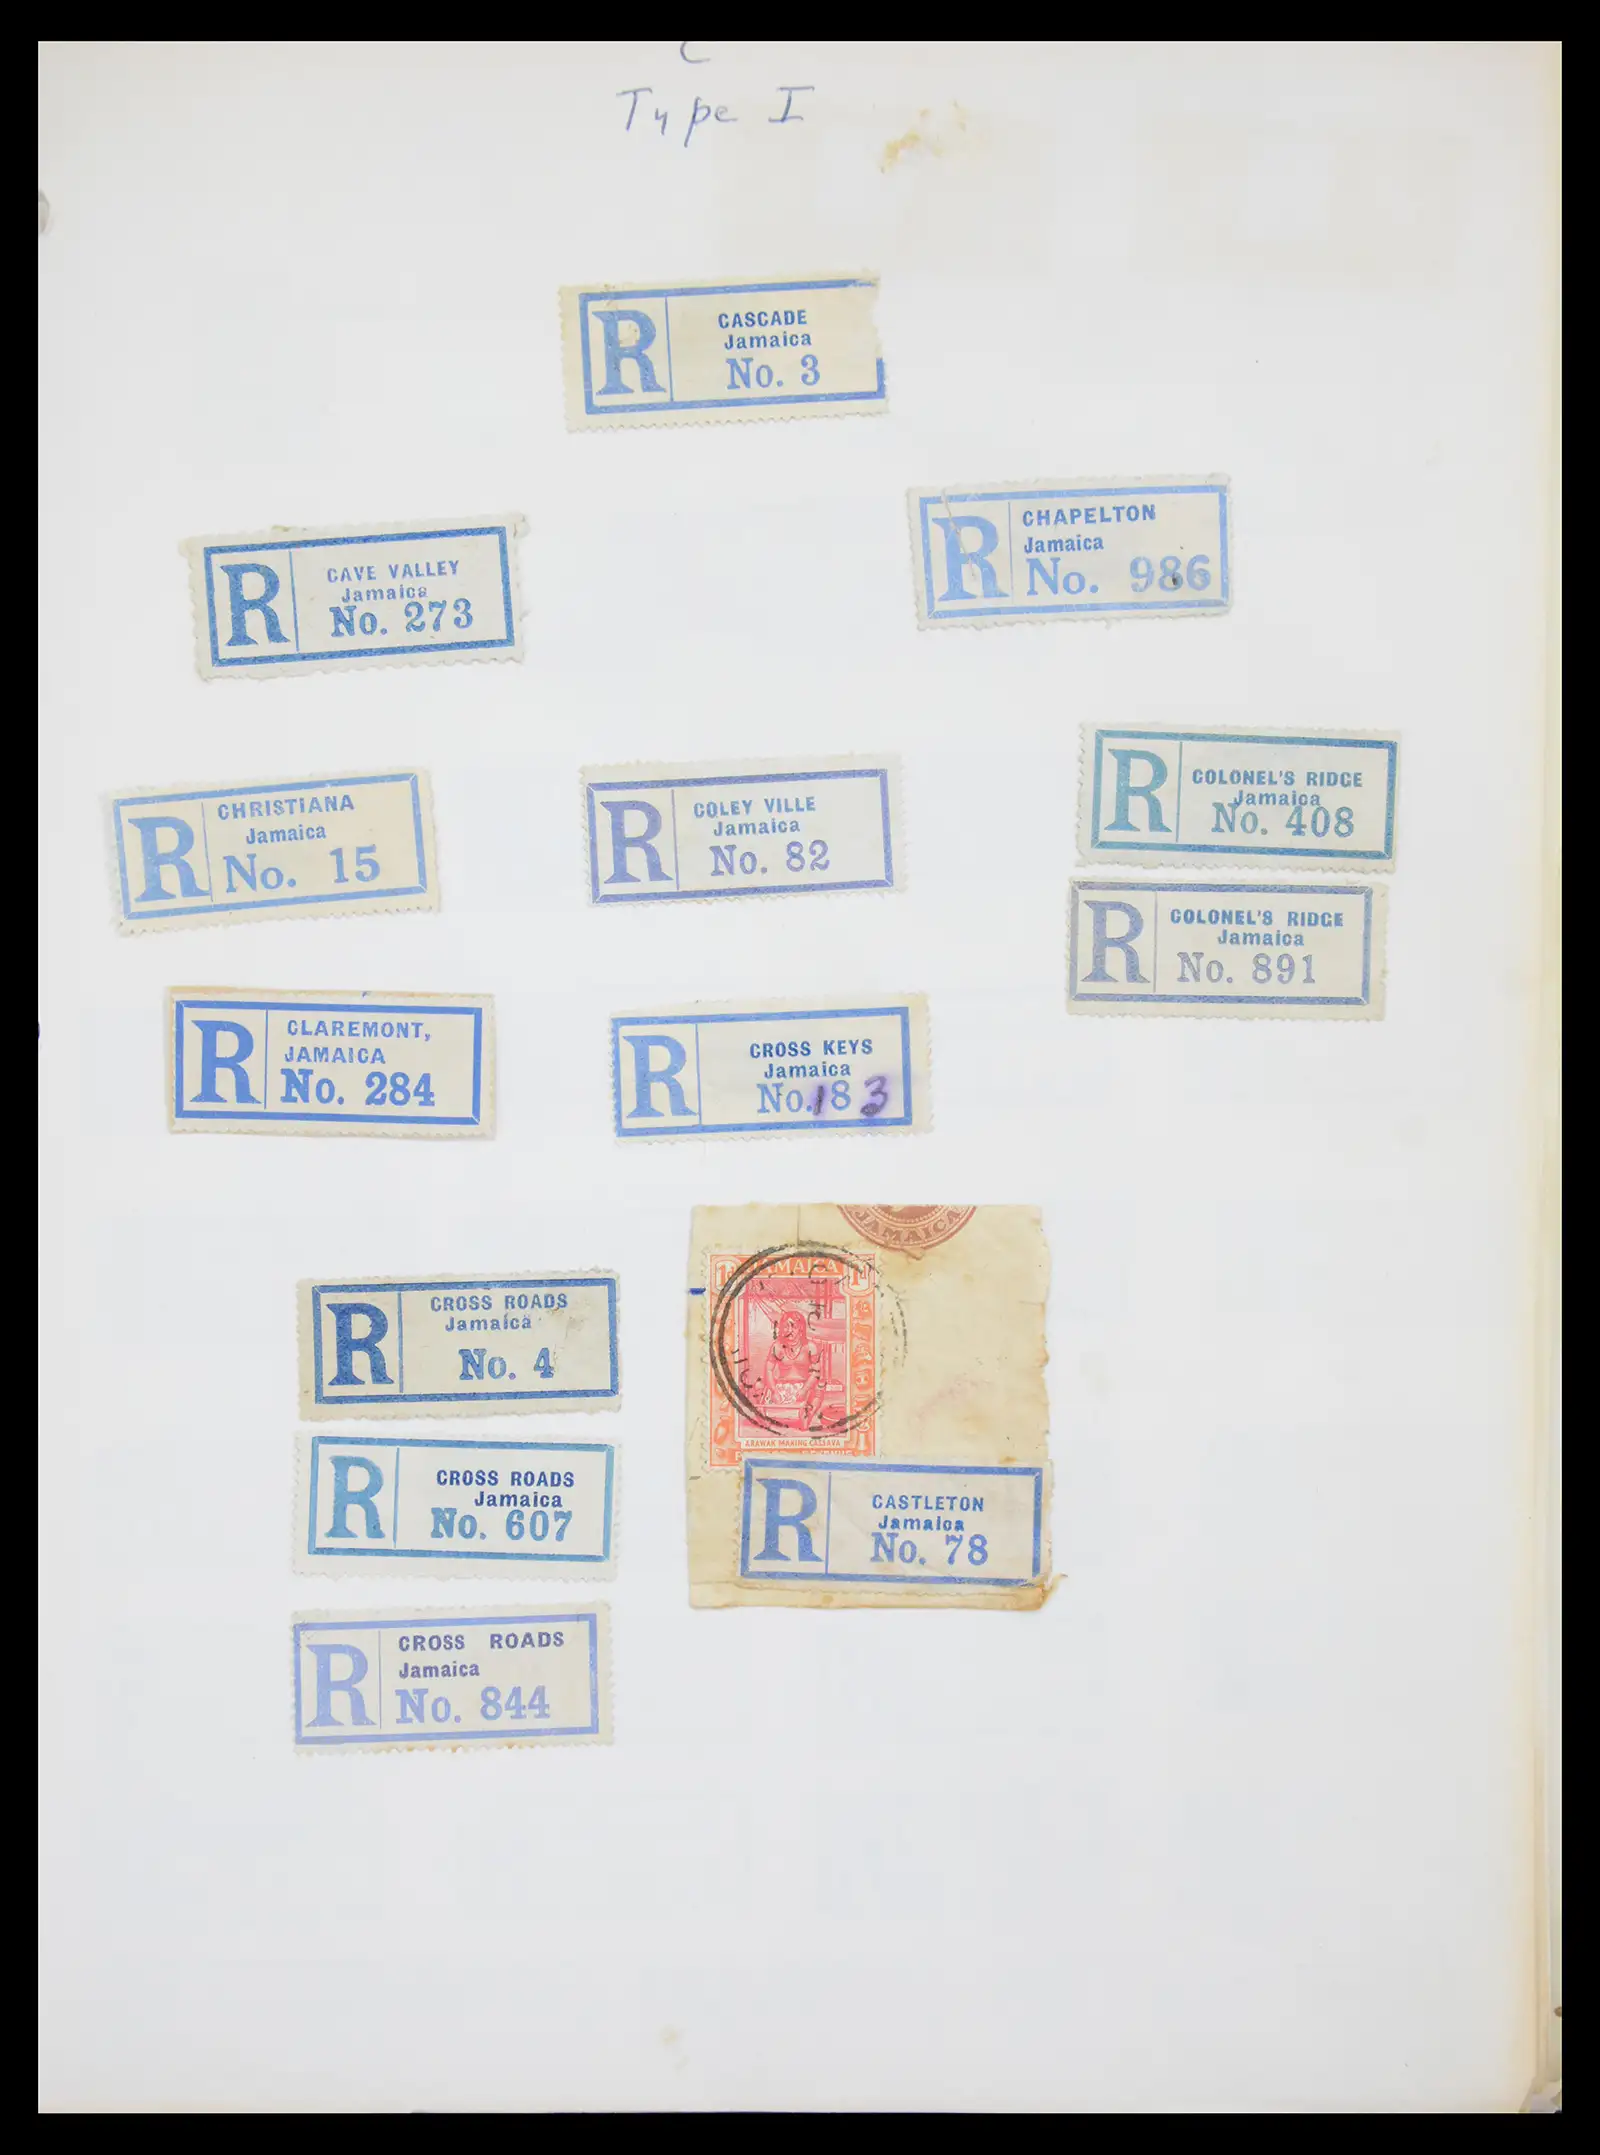 C
Type I
R
CASCADE
Jamaica
No. 3
R
CAVE VALLEY
Jamaica
No. 273
R
CHAPELTON
Jamaica
No. 986
R
CHRISTIANA
Jamaica
No. 15
R
COLEY VILLE
Jamaica
No. 82
R
COLONEL'S RIDGE
Jamaica
No. 408
R
COLONEL'S RIDGE
Jamaica
No. 891
R
CLAREMONT,
JAMAICA
No. 284
R
CROSS KEYS
Jamaica
No. 183
R
CROSS ROADS
Jamaica
No. 4
R
CROSS ROADS
Jamaica
No. 607
R
CROSS ROADS
Jamaica
No. 844
JAMAICA
JAMAICA
ARAWAK MAKING CASSAVA
R
CASTLETON
Jamaica
No. 78